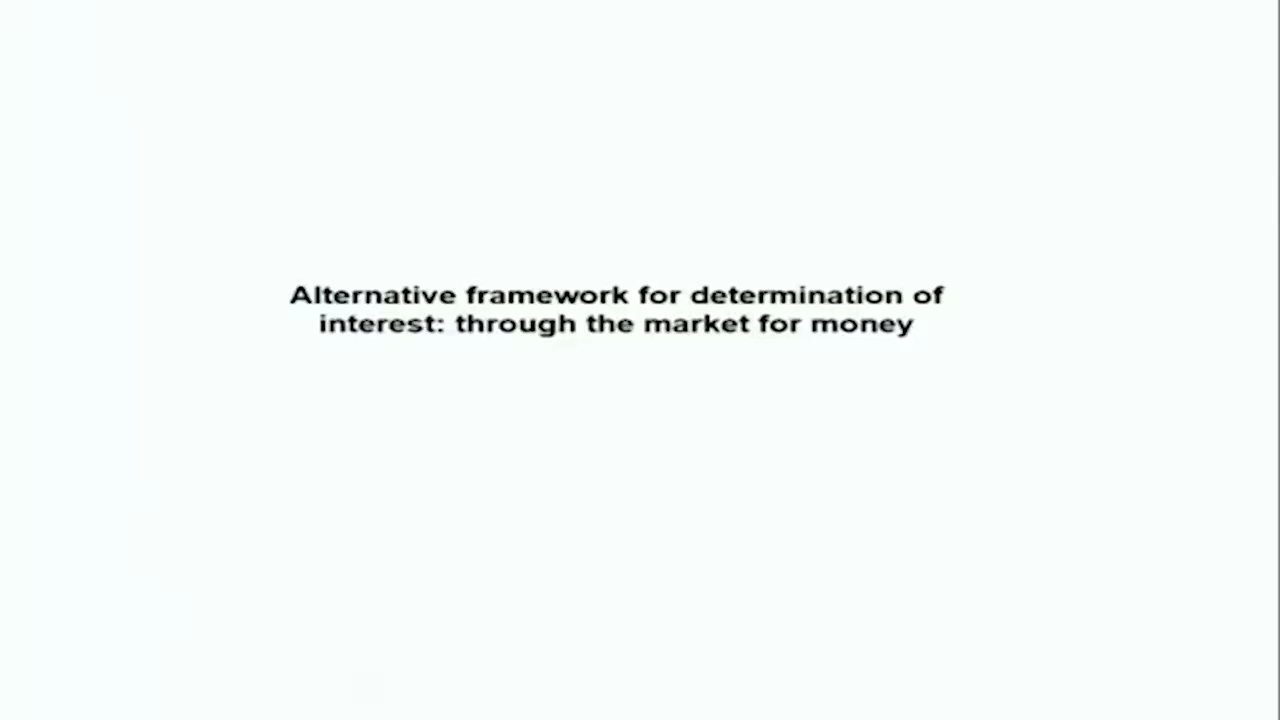 Alternative framework for determination of
interest: through the market for money